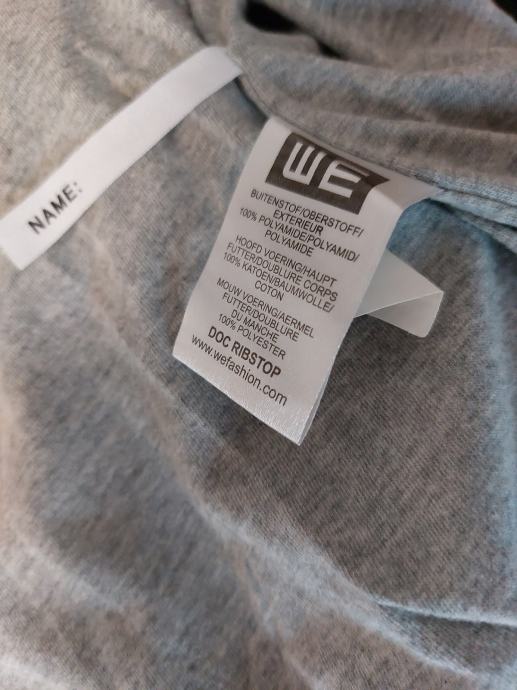 NAME:
WE
BUITENSTOF/OBERSTOFF/
EXTERIEUR
100% POLYAMIDE/POLYAMID/
POLYAMIDE
HOOFD VOERING/HAUPT
FUTTER/DOUBLURE CORPS
100% KATOEN/BAUMWOLLE/
COTON
MOUW VOERING/AERMEL
FUTTER/DOUBLURE
DU MANCHE
100% POLYESTER
DOC RIBSTOP
www.wefashion.com